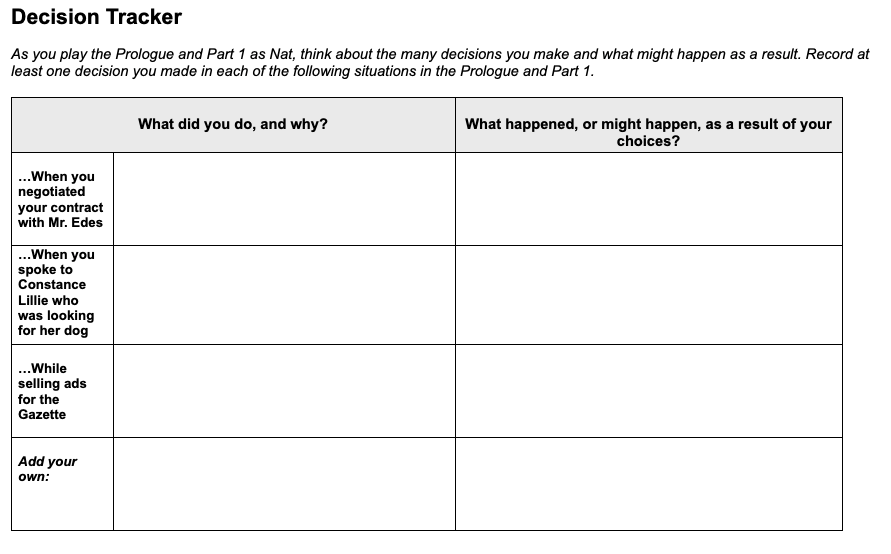 Decision Tracker
As you play the Prologue and Part 1 as Nat, think about the many decisions you make and what might happen as a result. Record at
least one decision you made in each of the following situations in the Prologue and Part 1.
What did you do, and why?
What happened, or might happen, as a result of your
choices?
…When you
negotiated
your contract
with Mr. Edes
…When you
spoke to
Constance
Lillie who
was looking
for her dog
…While
selling ads
for the
Gazette
Add your
own: